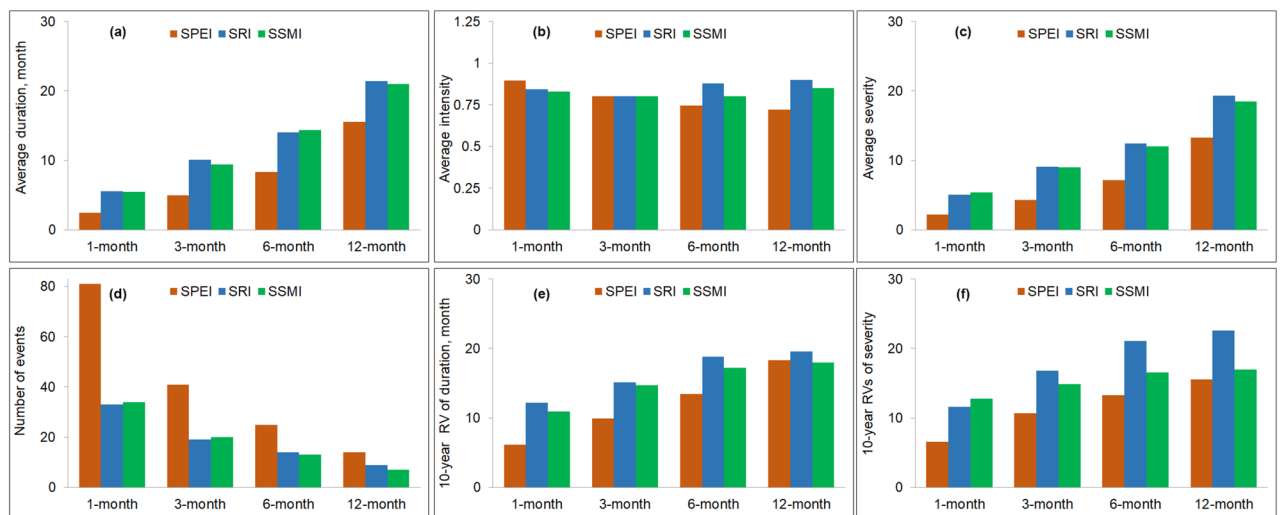 (a)
SPEI SRI SSMI
Average duration, month
30
20
10
0
1-month 3-month 6-month 12-month
(b)
SPEI SRI SSMI
Average intensity
1.25
1
0.75
0.5
0.25
0
1-month 3-month 6-month 12-month
(c)
SPEI SRI SSMI
Average severity
30
20
10
0
1-month 3-month 6-month 12-month
(d)
SPEI SRI SSMI
Number of events
80
60
40
20
0
1-month 3-month 6-month 12-month
(e)
SPEI SRI SSMI
10-year RV of duration, month
30
20
10
0
1-month 3-month 6-month 12-month
(f)
SPEI SRI SSMI
10-year RVs of severity
30
20
10
0
1-month 3-month 6-month 12-month